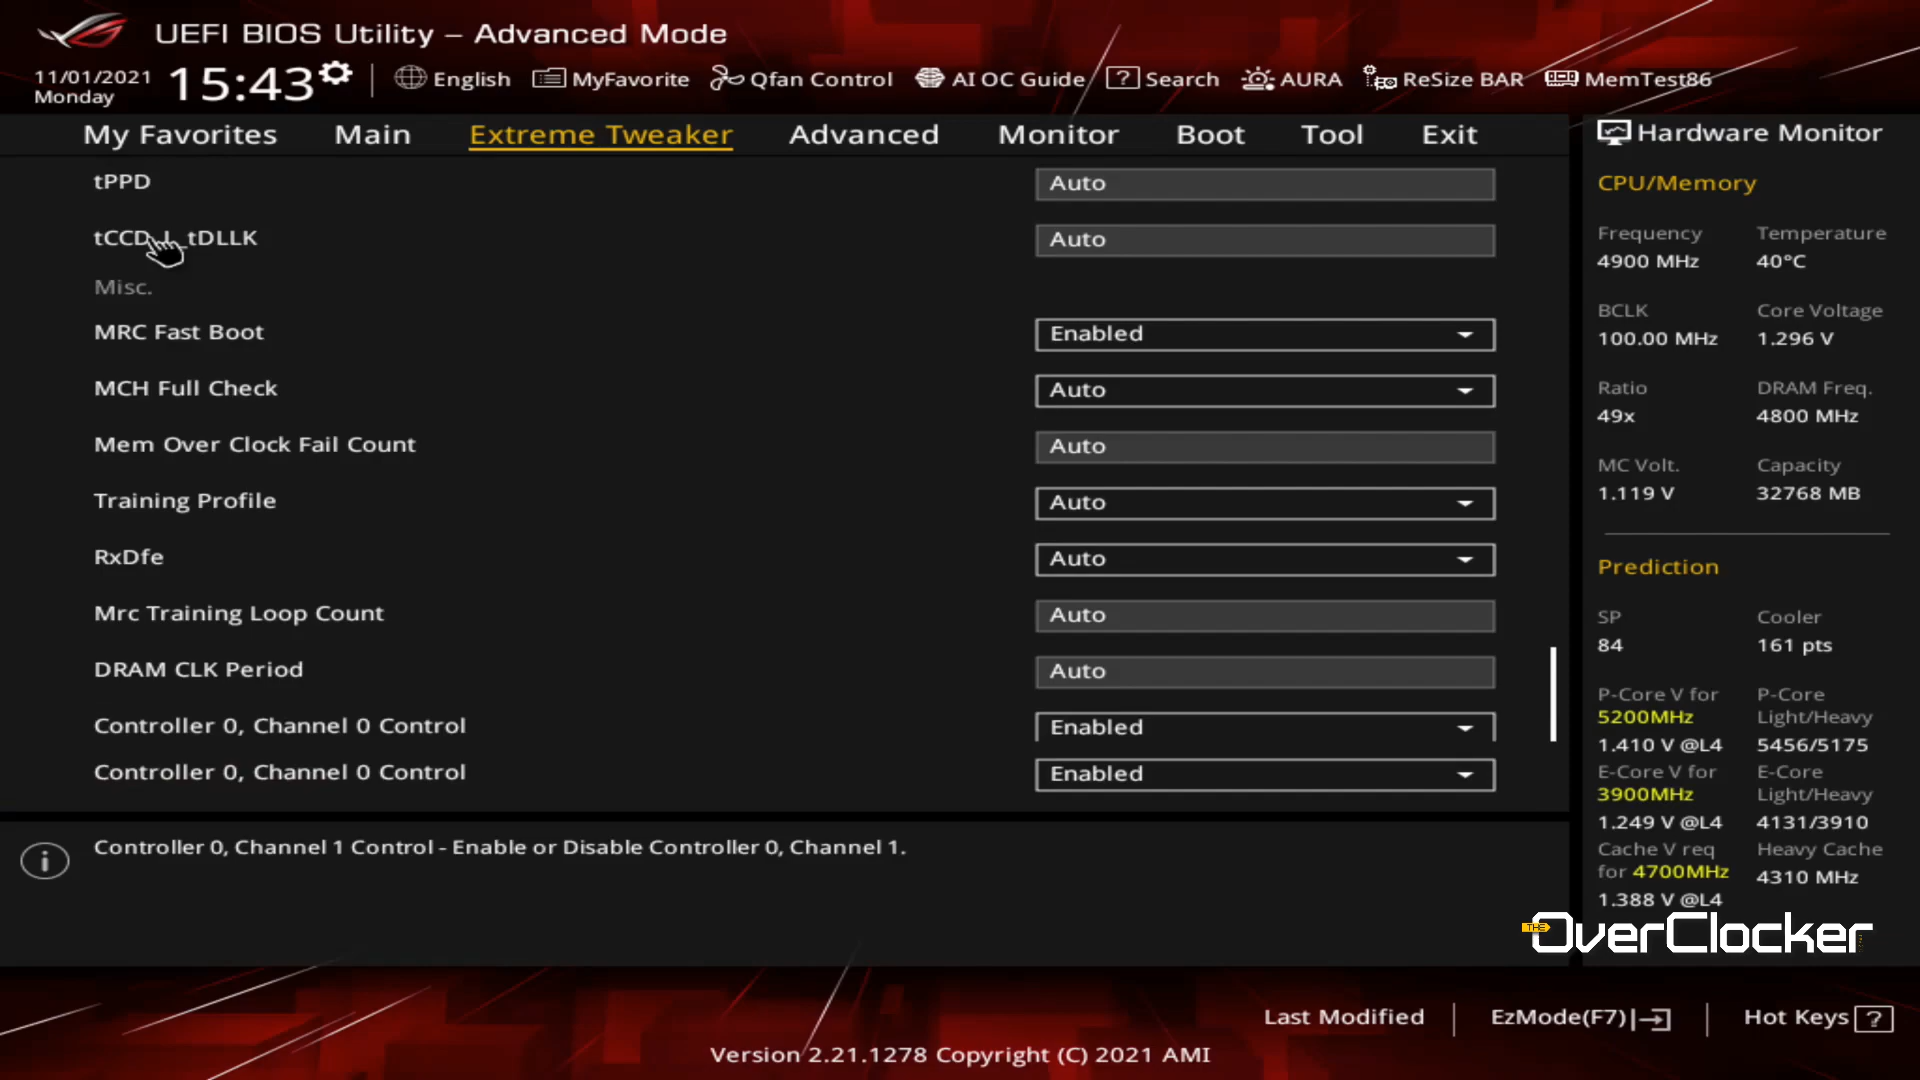 UEFI BIOS Utility – Advanced Mode
11/01/2021
Monday
15:43
English
MyFavorite
Qfan Control
AI OC Guide
? Search
AURA
ReSize BAR
MemTest86
My Favorites
Main
Extreme Tweaker
Advanced
Monitor
Boot
Tool
Exit
tPPD
Auto
tCCD_L_tDLLK
Auto
Misc.
MRC Fast Boot
Enabled
MCH Full Check
Auto
Mem Over Clock Fail Count
Auto
Training Profile
Auto
RxDfe
Auto
Mrc Training Loop Count
Auto
DRAM CLK Period
Auto
Controller 0, Channel 0 Control
Enabled
Controller 0, Channel 0 Control
Enabled
Controller 0, Channel 1 Control - Enable or Disable Controller 0, Channel 1.
Hardware Monitor
CPU/Memory
Frequency Temperature
4900 MHz 40°C
BCLK Core Voltage
100.00 MHz 1.296 V
Ratio DRAM Freq.
49x 4800 MHz
MC Volt. Capacity
1.119 V 32768 MB
Prediction
SP Cooler
84 161 pts
P-Core V for P-Core
5200MHz Light/Heavy
1.410 V @L4 5456/5175
E-Core V for E-Core
3900MHz Light/Heavy
1.249 V @L4 4131/3910
Cache V req Heavy Cache
for 4700MHz 4310 MHz
1.388 V @L4
THE OverClocker
Last Modified
EzMode(F7)
Hot Keys ?
Version 2.21.1278 Copyright (C) 2021 AMI